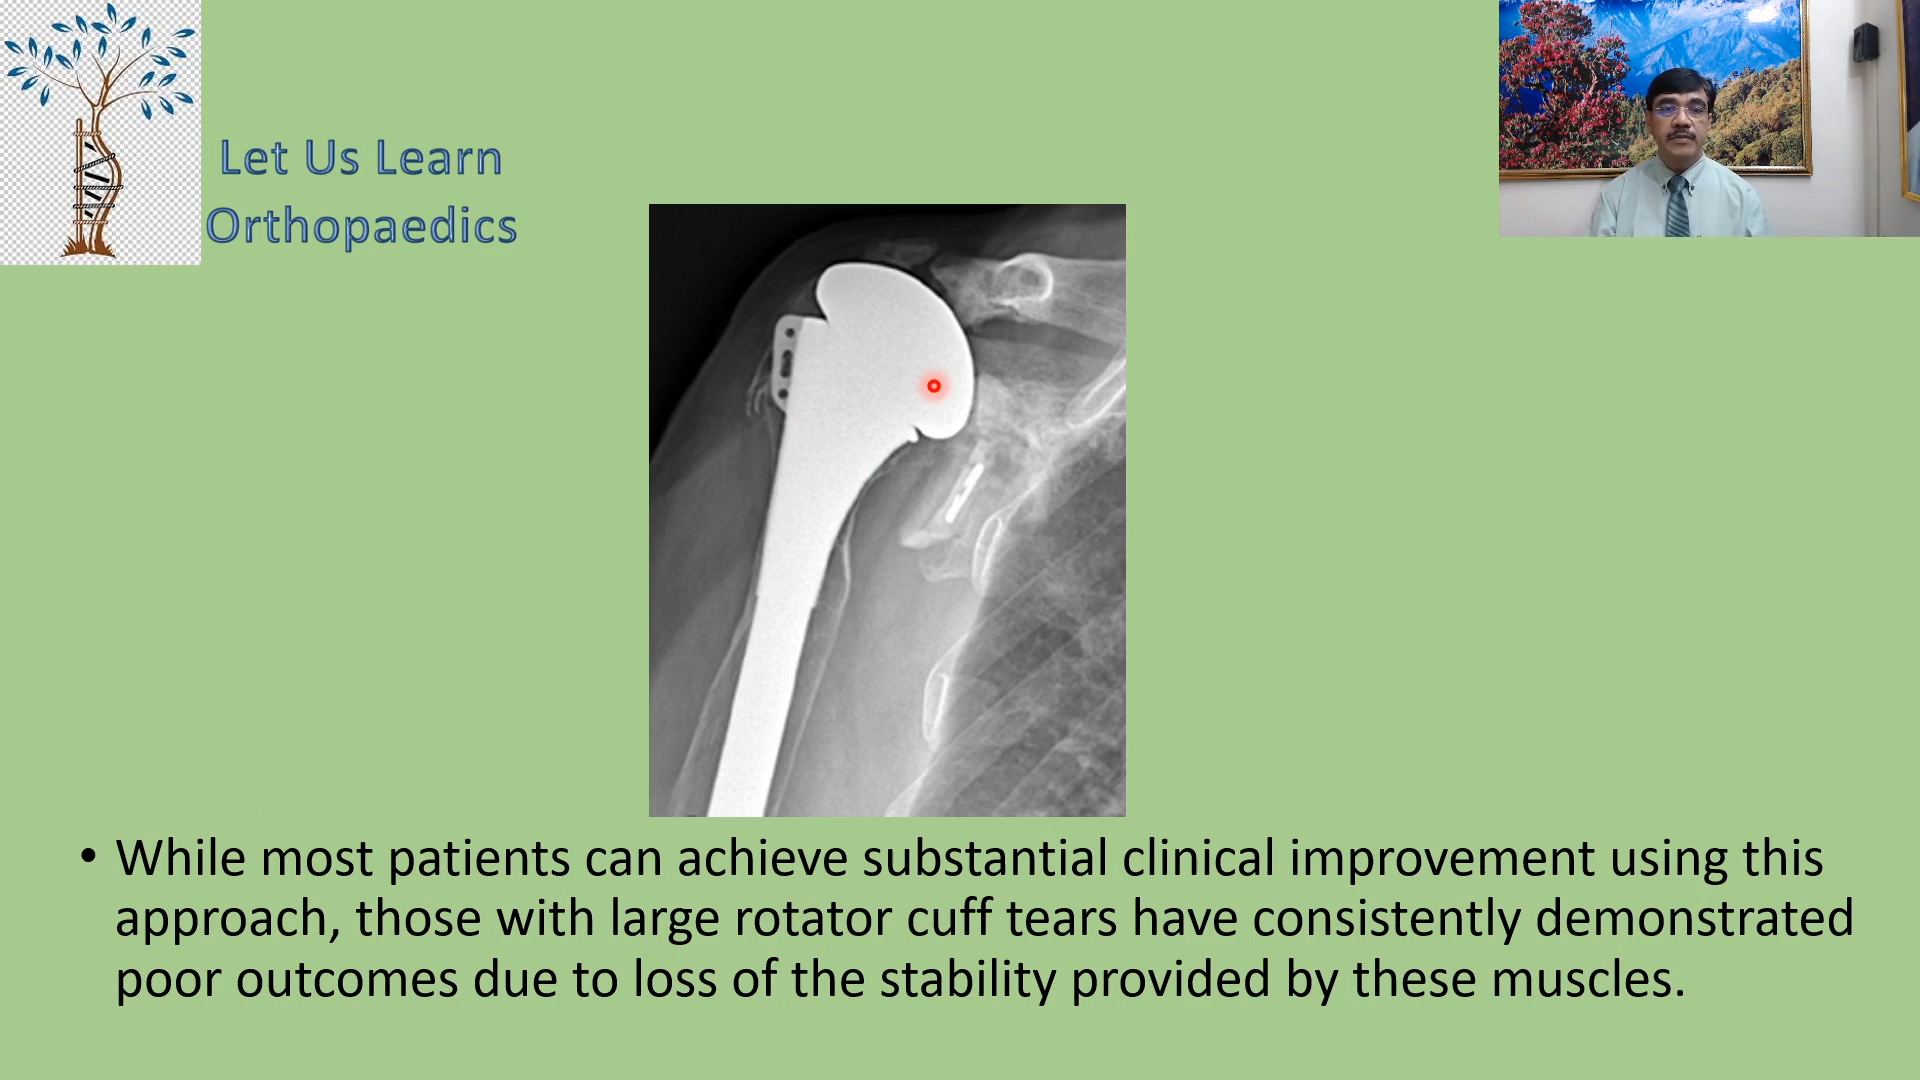 Let Us Learn
Orthopaedics
• While most patients can achieve substantial clinical improvement using this
approach, those with large rotator cuff tears have consistently demonstrated
poor outcomes due to loss of the stability provided by these muscles.